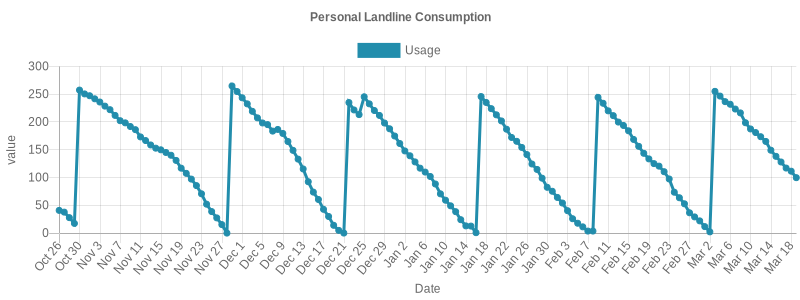 Personal Landline Consumption
Usage
value
300
250
200
150
100
50
0
Oct 26
Oct 30
Nov 3
Nov 7
Nov 11
Nov 15
Nov 19
Nov 23
Nov 27
Dec 1
Dec 5
Dec 9
Dec 13
Dec 17
Dec 21
Dec 25
Dec 29
Jan 2
Jan 6
Jan 10
Jan 14
Jan 18
Jan 22
Jan 26
Jan 30
Feb 3
Feb 7
Feb 11
Feb 15
Feb 19
Feb 23
Feb 27
Mar 2
Mar 6
Mar 10
Mar 14
Mar 18
Date